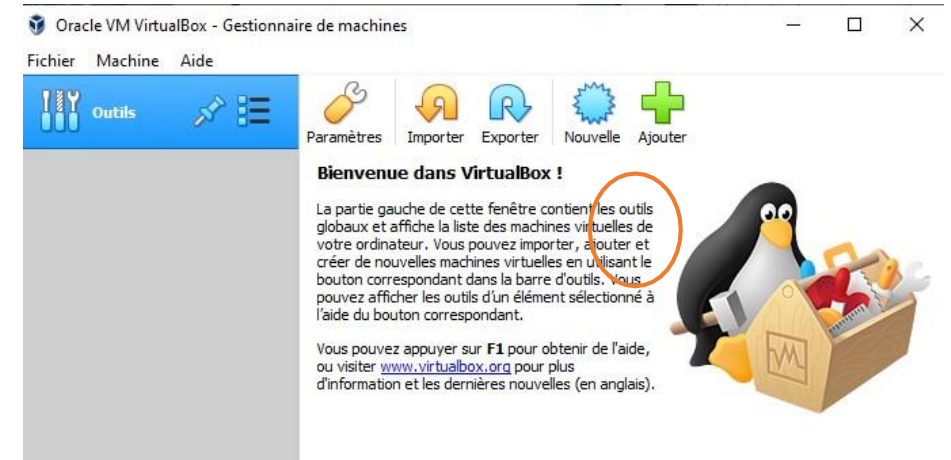 Oracle VM VirtualBox - Gestionnaire de machines
Fichier Machine Aide
Outils
Paramètres Importer Exporter Nouvelle Ajouter
Bienvenue dans VirtualBox !
La partie gauche de cette fenêtre contient les outils
globaux et affiche la liste des machines virtuelles de
votre ordinateur. Vous pouvez importer, ajouter et
créer de nouvelles machines virtuelles en utilisant le
bouton correspondant dans la barre d'outils. Vous
pouvez afficher les outils d'un élément sélectionné à
l'aide du bouton correspondant.
Vous pouvez appuyer sur F1 pour obtenir de l'aide,
ou visiter www.virtualbox.org pour plus
d'information et les dernières nouvelles (en anglais).